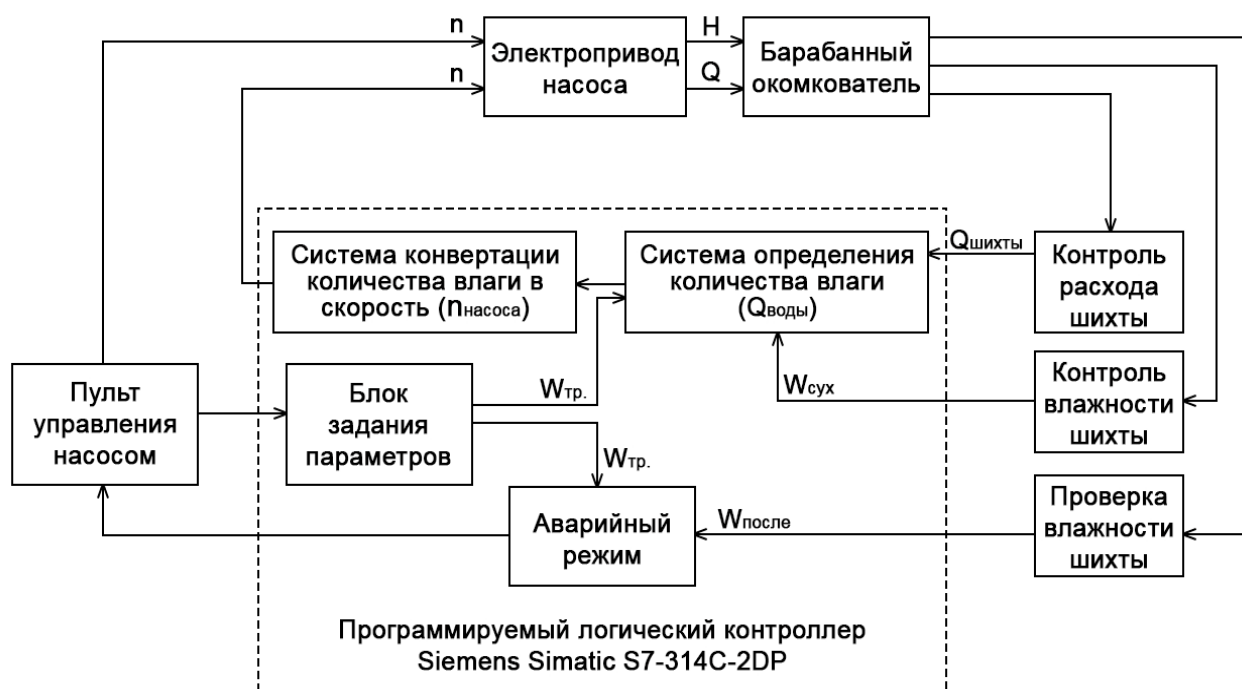 n
H
Электропривод
насоса
Барабанный
окомкователь
n
Q
Система конвертации
количества влаги в
скорость (nнасоса)
Система определения
количества влаги
(Qводы)
Qшихты
Контроль
расхода
шихты
Пульт
управления
насосом
Блок
задания
параметров
Wтр.
Wсух
Контроль
влажности
шихты
Wтр.
Аварийный
режим
Wпосле
Проверка
влажности
шихты
Программируемый логический контроллер
Siemens Simatic S7-314C-2DP